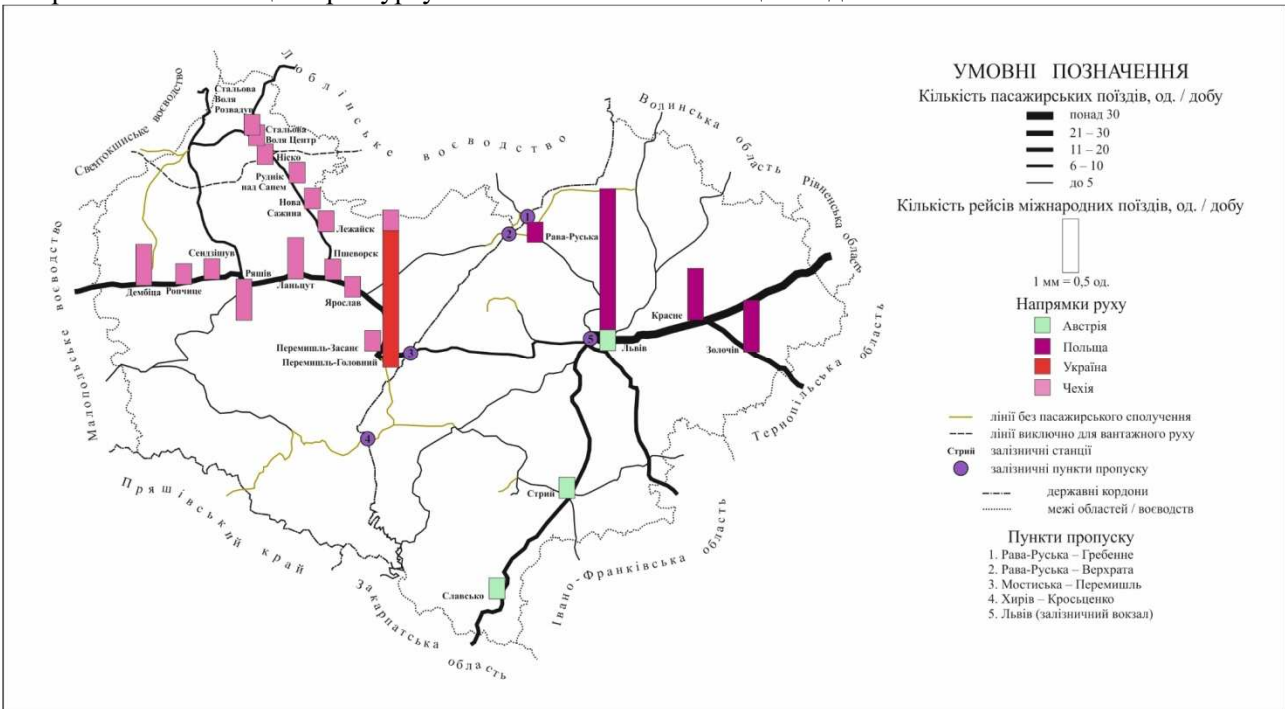 УМОВНІ ПОЗНАЧЕННЯ
Кількість пасажирських поїздів, од. / добу
понад 30
21 – 30
11 – 20
6 – 10
до 5
Кількість рейсів міжнародних поїздів, од. / добу
1 мм = 0,5 од.
Напрямки руху
Австрія
Польща
Україна
Чехія
лінії без пасажирського сполучення
лінії виключно для вантажного руху
Стрий залізничні станції
залізничні пункти пропуску
державні кордони
межі областей / воєводств
Пункти пропуску
1. Рава-Руська – Гребенне
2. Рава-Руська – Верхрата
3. Мостиська – Перемишль
4. Хирів – Кросьценко
5. Львів (залізничний вокзал)
Свентокшиське воєводство
Люблінське воєводство
Волинська область
Рівненська область
Тернопільська область
Івано-Франківська область
Закарпатська область
Пряшівський край
Малопольське воєводство
Стальова
Воля
Розвадув
Стальова
Воля Центр
Ніско
Руднік
над Санем
Нова
Сажина
Лежайск
Пшеворск
Сендзішув
Ряшів
Ланьцут
Ярослав
Дембіца
Ропчице
Перемишль-Засанє
Перемишль-Головний
Рава-Руська
Львів
Красне
Золочів
Стрий
Славсько
1
2
3
4
5